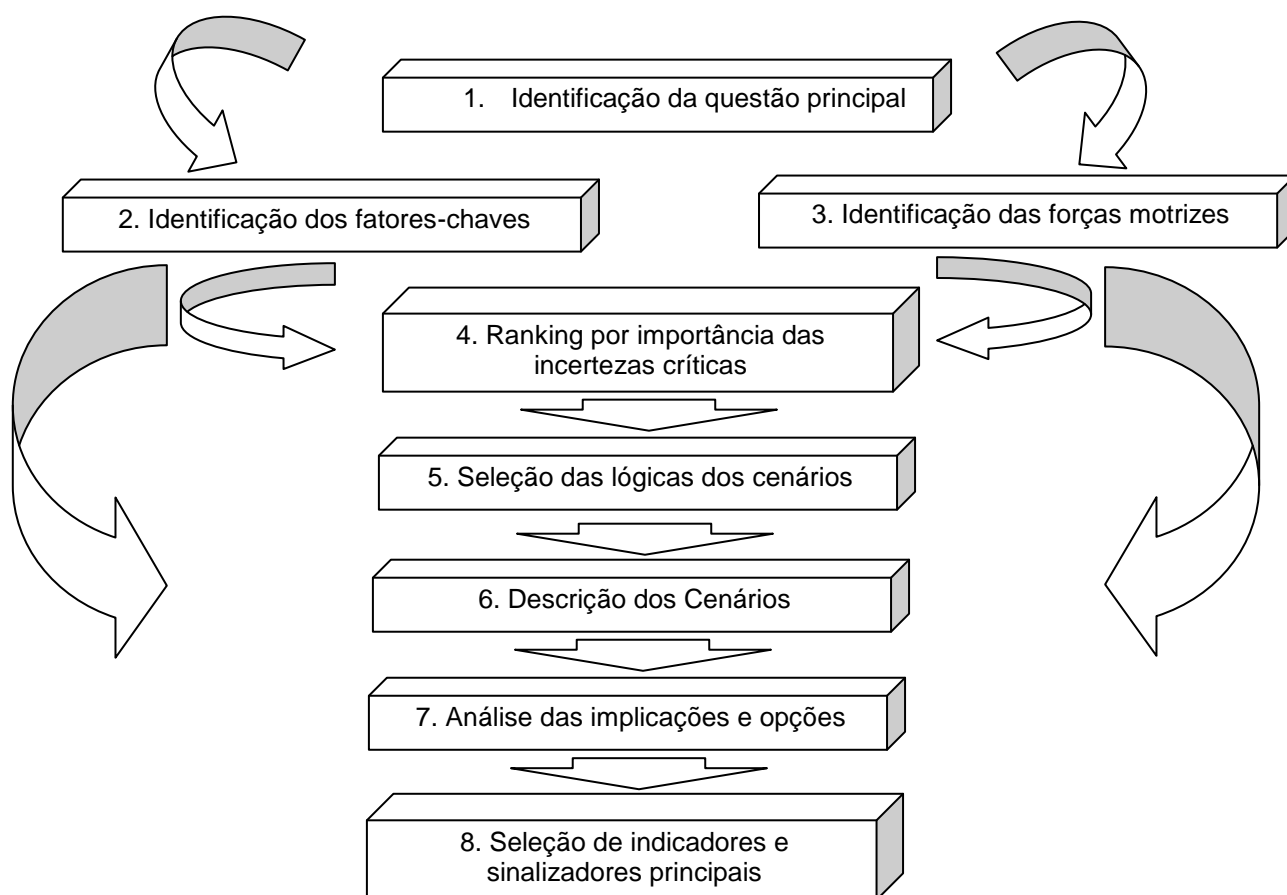 1. Identificação da questão principal
2. Identificação dos fatores-chaves
3. Identificação das forças motrizes
4. Ranking por importância das
incertezas críticas
5. Seleção das lógicas dos cenários
6. Descrição dos Cenários
7. Análise das implicações e opções
8. Seleção de indicadores e
sinalizadores principais